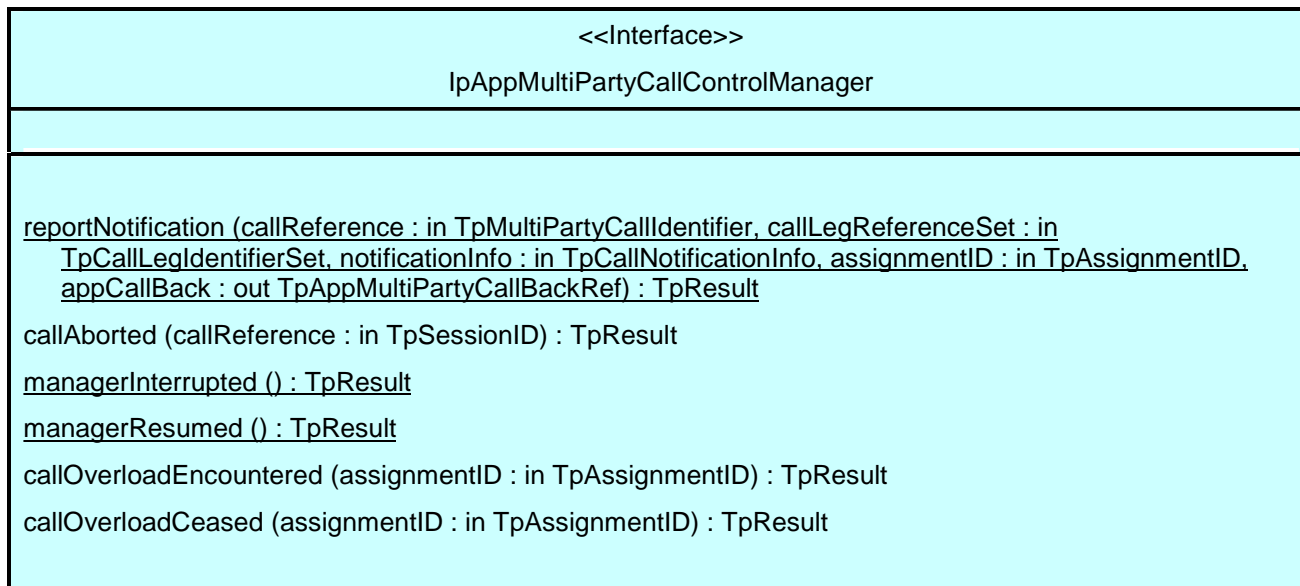 <<Interface>>
IpAppMultiPartyCallControlManager
reportNotification (callReference : in TpMultiPartyCallIdentifier, callLegReferenceSet : in
TpCallLegIdentifierSet, notificationInfo : in TpCallNotificationInfo, assignmentID : in TpAssignmentID,
appCallBack : out TpAppMultiPartyCallBackRef) : TpResult
callAborted (callReference : in TpSessionID) : TpResult
managerInterrupted () : TpResult
managerResumed () : TpResult
callOverloadEncountered (assignmentID : in TpAssignmentID) : TpResult
callOverloadCeased (assignmentID : in TpAssignmentID) : TpResult